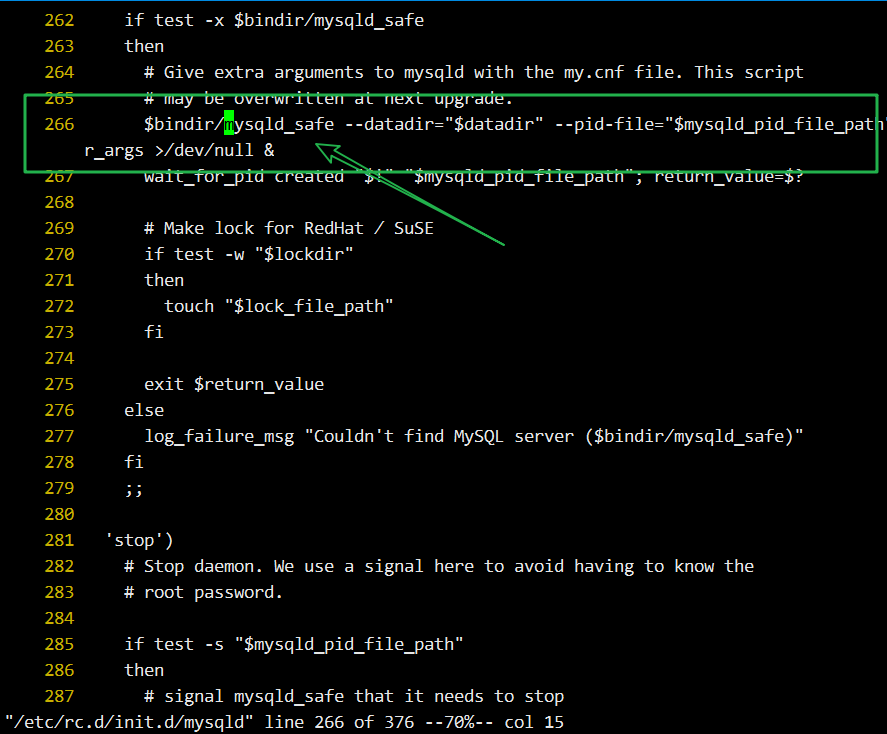 262     if test -x $bindir/mysqld_safe
263     then
264       # Give extra arguments to mysqld with the my.cnf file. This script
265       # may be overwritten at next upgrade.
266       $bindir/mysqld_safe --datadir="$datadir" --pid-file="$mysqld_pid_file_path"
r_args >/dev/null &
267       wait_for_pid created "$!" "$mysqld_pid_file_path"; return_value=$?
268
269       # Make lock for RedHat / SuSE
270       if test -w "$lockdir"
271       then
272         touch "$lock_file_path"
273       fi
274
275       exit $return_value
276     else
277       log_failure_msg "Couldn't find MySQL server ($bindir/mysqld_safe)"
278     fi
279     ;;
280
281   'stop')
282     # Stop daemon. We use a signal here to avoid having to know the
283     # root password.
284
285     if test -s "$mysqld_pid_file_path"
286     then
287       # signal mysqld_safe that it needs to stop
"/etc/rc.d/init.d/mysqld" line 266 of 376 --70%-- col 15